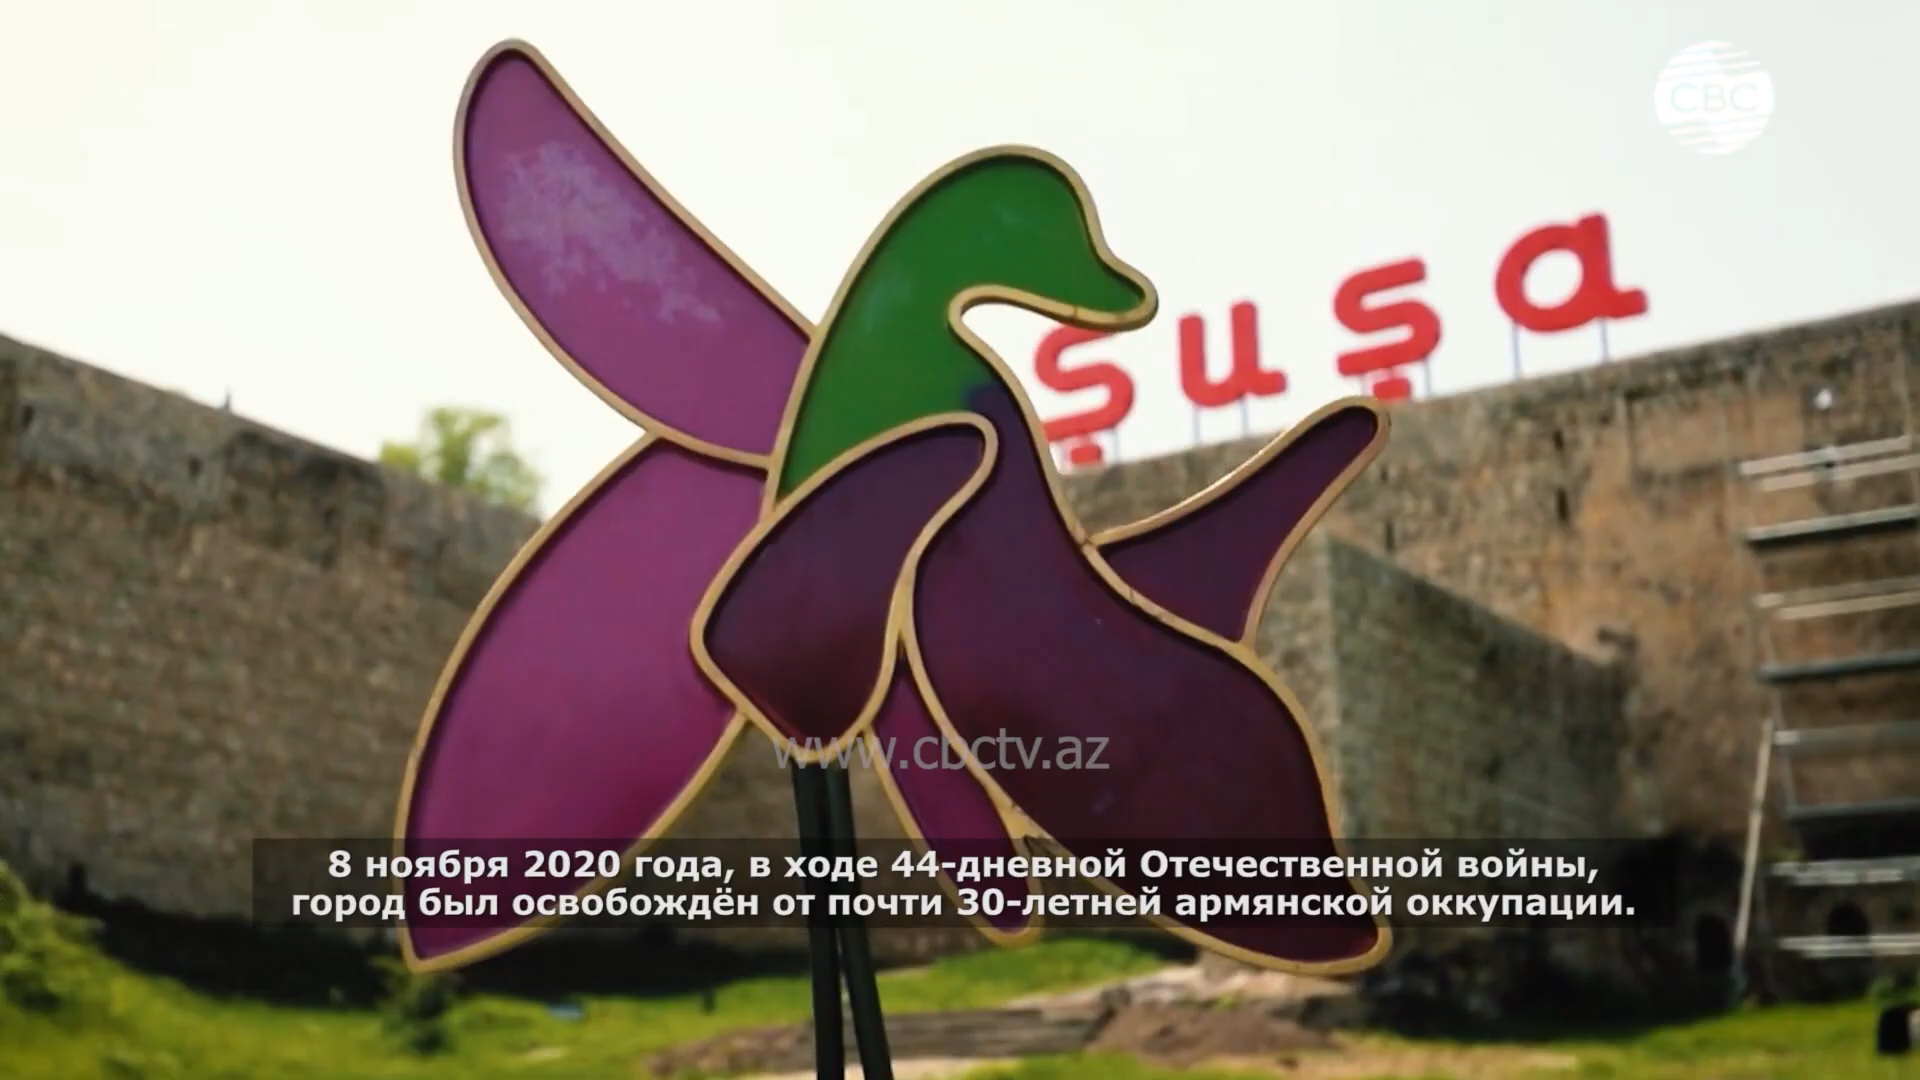 CBC
Şuşa
www.cbctv.az
8 ноября 2020 года, в ходе 44-дневной Отечественной войны,
город был освобождён от почти 30-летней армянской оккупации.